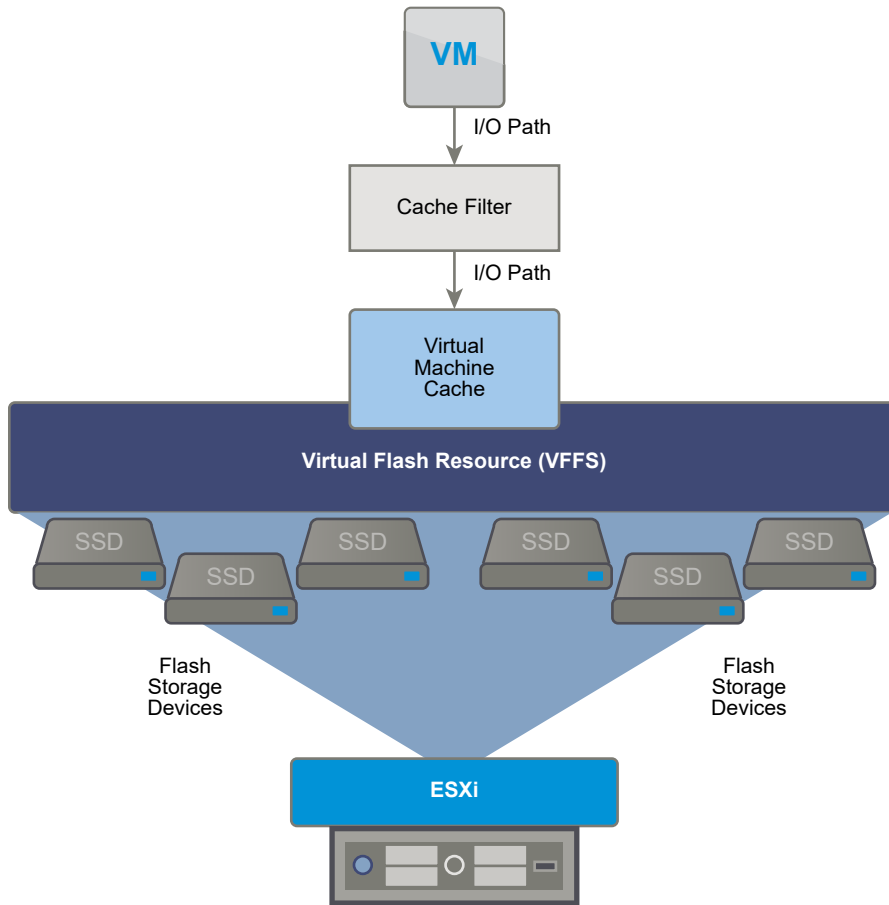 VM
I/O Path
Cache Filter
I/O Path
Virtual
Machine
Cache
Virtual Flash Resource (VFFS)
SSD
SSD
SSD
SSD
SSD
SSD
Flash
Storage
Devices
Flash
Storage
Devices
ESXi